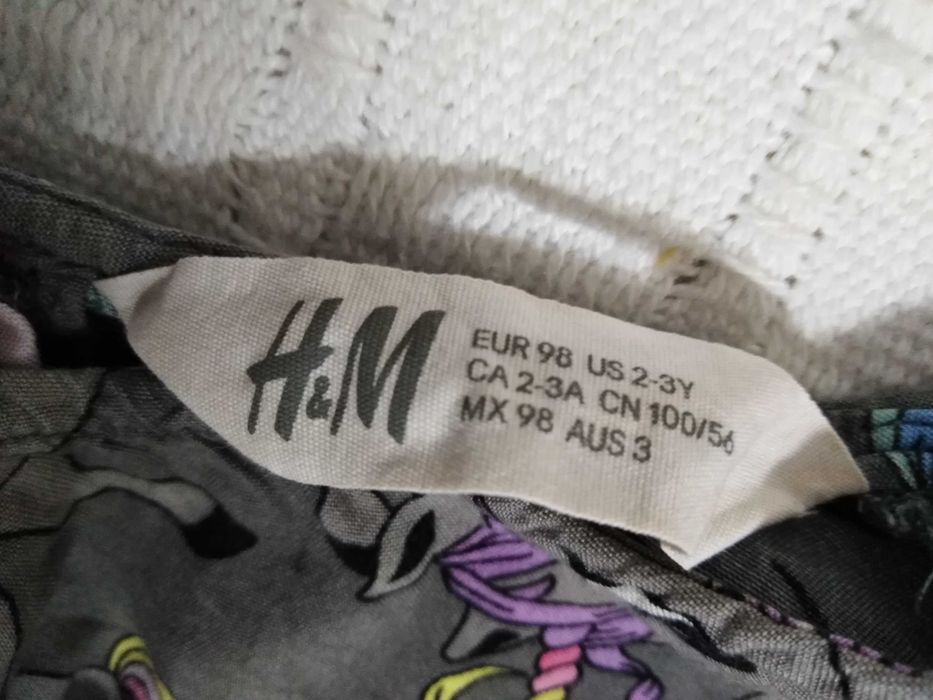 H&M
EUR 98 US 2-3Y
CA 2-3A CN 100/56
MX 98 AUS 3